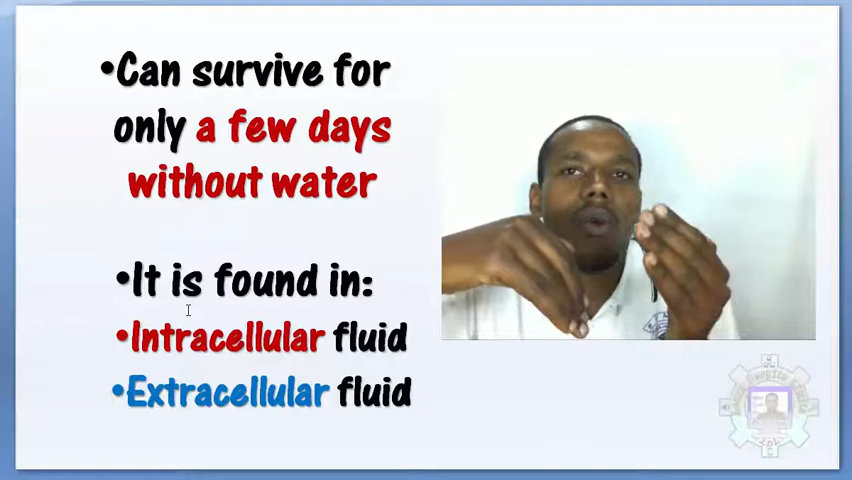 •Can survive for
only a few days
without water
•It is found in:
•Intracellular fluid
•Extracellular fluid